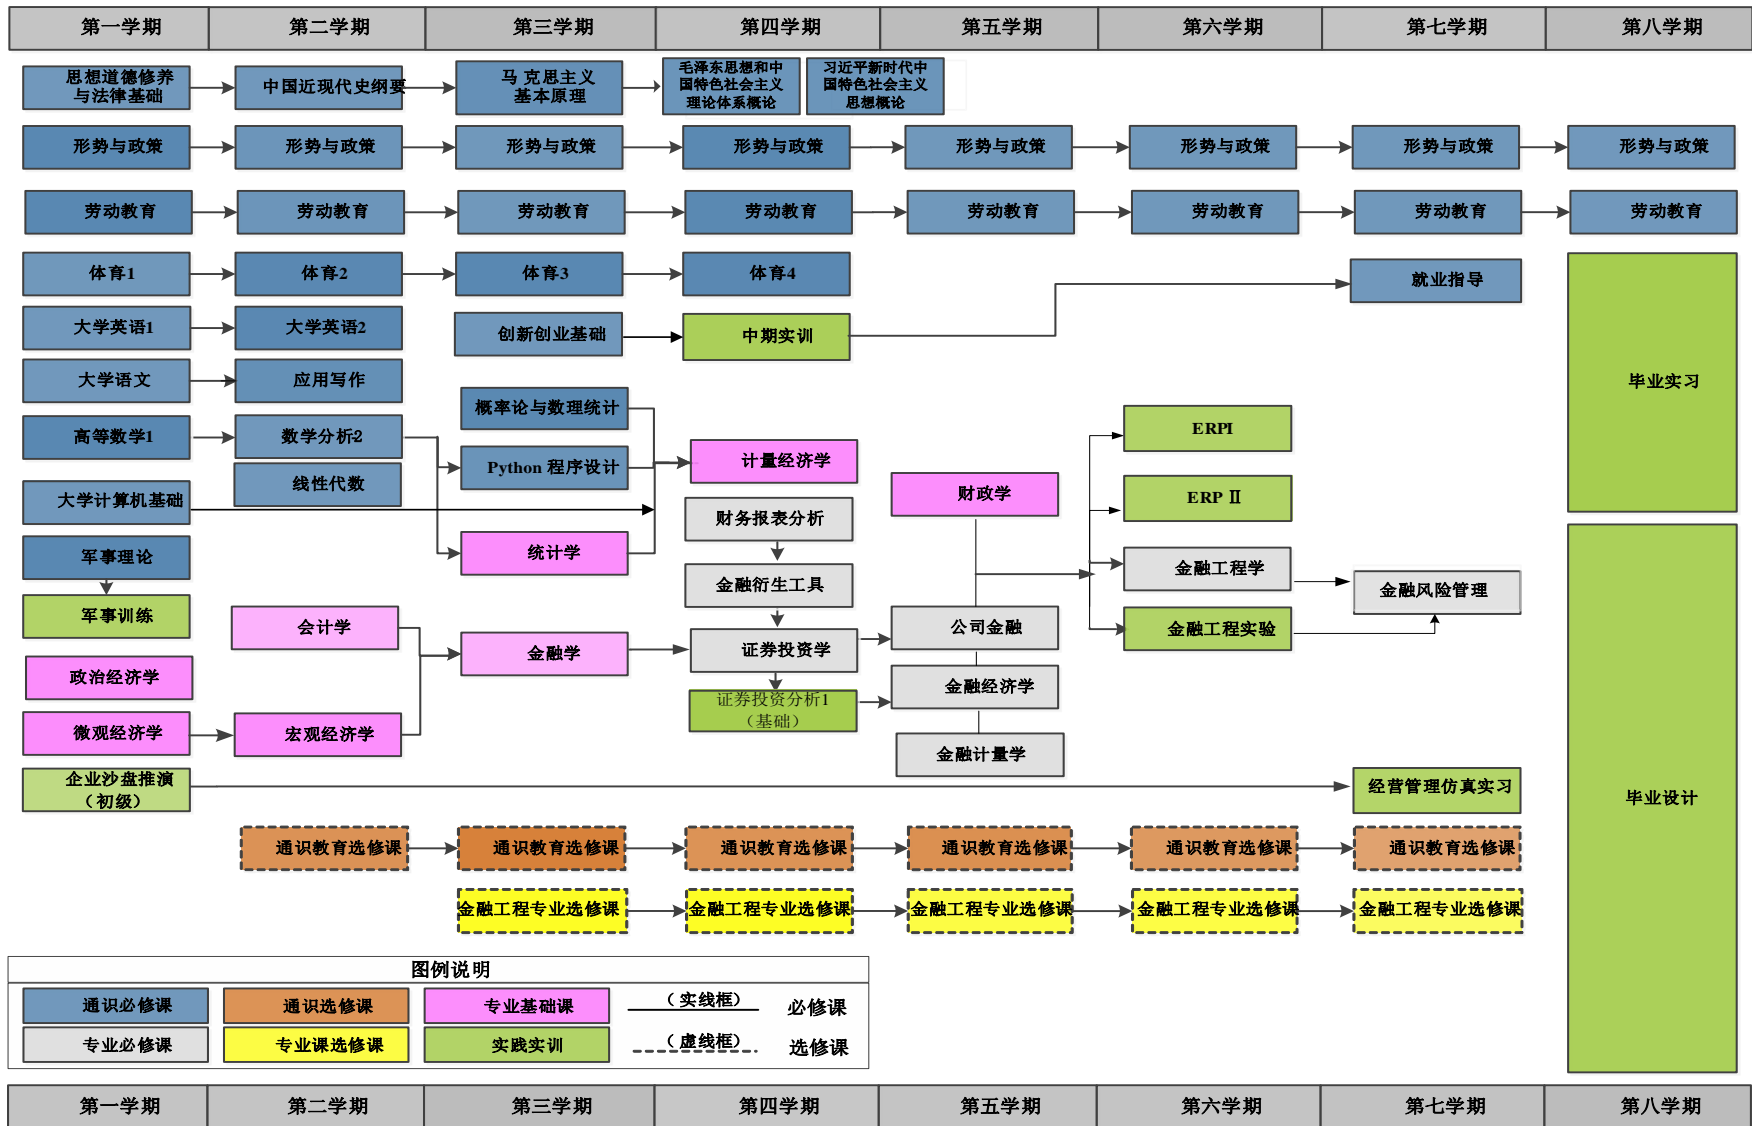 第一学期 第二学期 第三学期 第四学期 第五学期 第六学期 第七学期 第八学期
思想道德修养
与法律基础
中国近现代史纲要
马 克思主义
基本原理
毛泽东思想和中
国特色社会主义
理论体系概论
习近平新时代中
国特色社会主义
思想概论
形势与政策 形势与政策 形势与政策 形势与政策 形势与政策 形势与政策 形势与政策 形势与政策
劳动教育 劳动教育 劳动教育 劳动教育 劳动教育 劳动教育 劳动教育 劳动教育
体育1 体育2 体育3 体育4 就业指导
大学英语1 大学英语2 创新创业基础 中期实训
大学语文 应用写作 毕业实习
概率论与数理统计
高等数学1 数学分析2 ERPI
Python 程序设计 计量经济学
线性代数 财政学 ERP Ⅱ
大学计算机基础
财务报表分析
军事理论 统计学
金融工程学
金融衍生工具 金融风险管理
军事训练
会计学 公司金融 金融工程实验
金融学 证券投资学
政治经济学 金融经济学
证券投资分析1
（基础）
微观经济学 宏观经济学
金融计量学
企业沙盘推演
（初级）
经营管理仿真实习
毕业设计
通识教育选修课 通识教育选修课 通识教育选修课 通识教育选修课 通识教育选修课 通识教育选修课
金融工程专业选修课 金融工程专业选修课 金融工程专业选修课 金融工程专业选修课 金融工程专业选修课
图例说明
通识必修课 通识选修课 专业基础课 （实线框） 必修课
专业必修课 专业课选修课 实践实训 （虚线框） 选修课
第一学期 第二学期 第三学期 第四学期 第五学期 第六学期 第七学期 第八学期